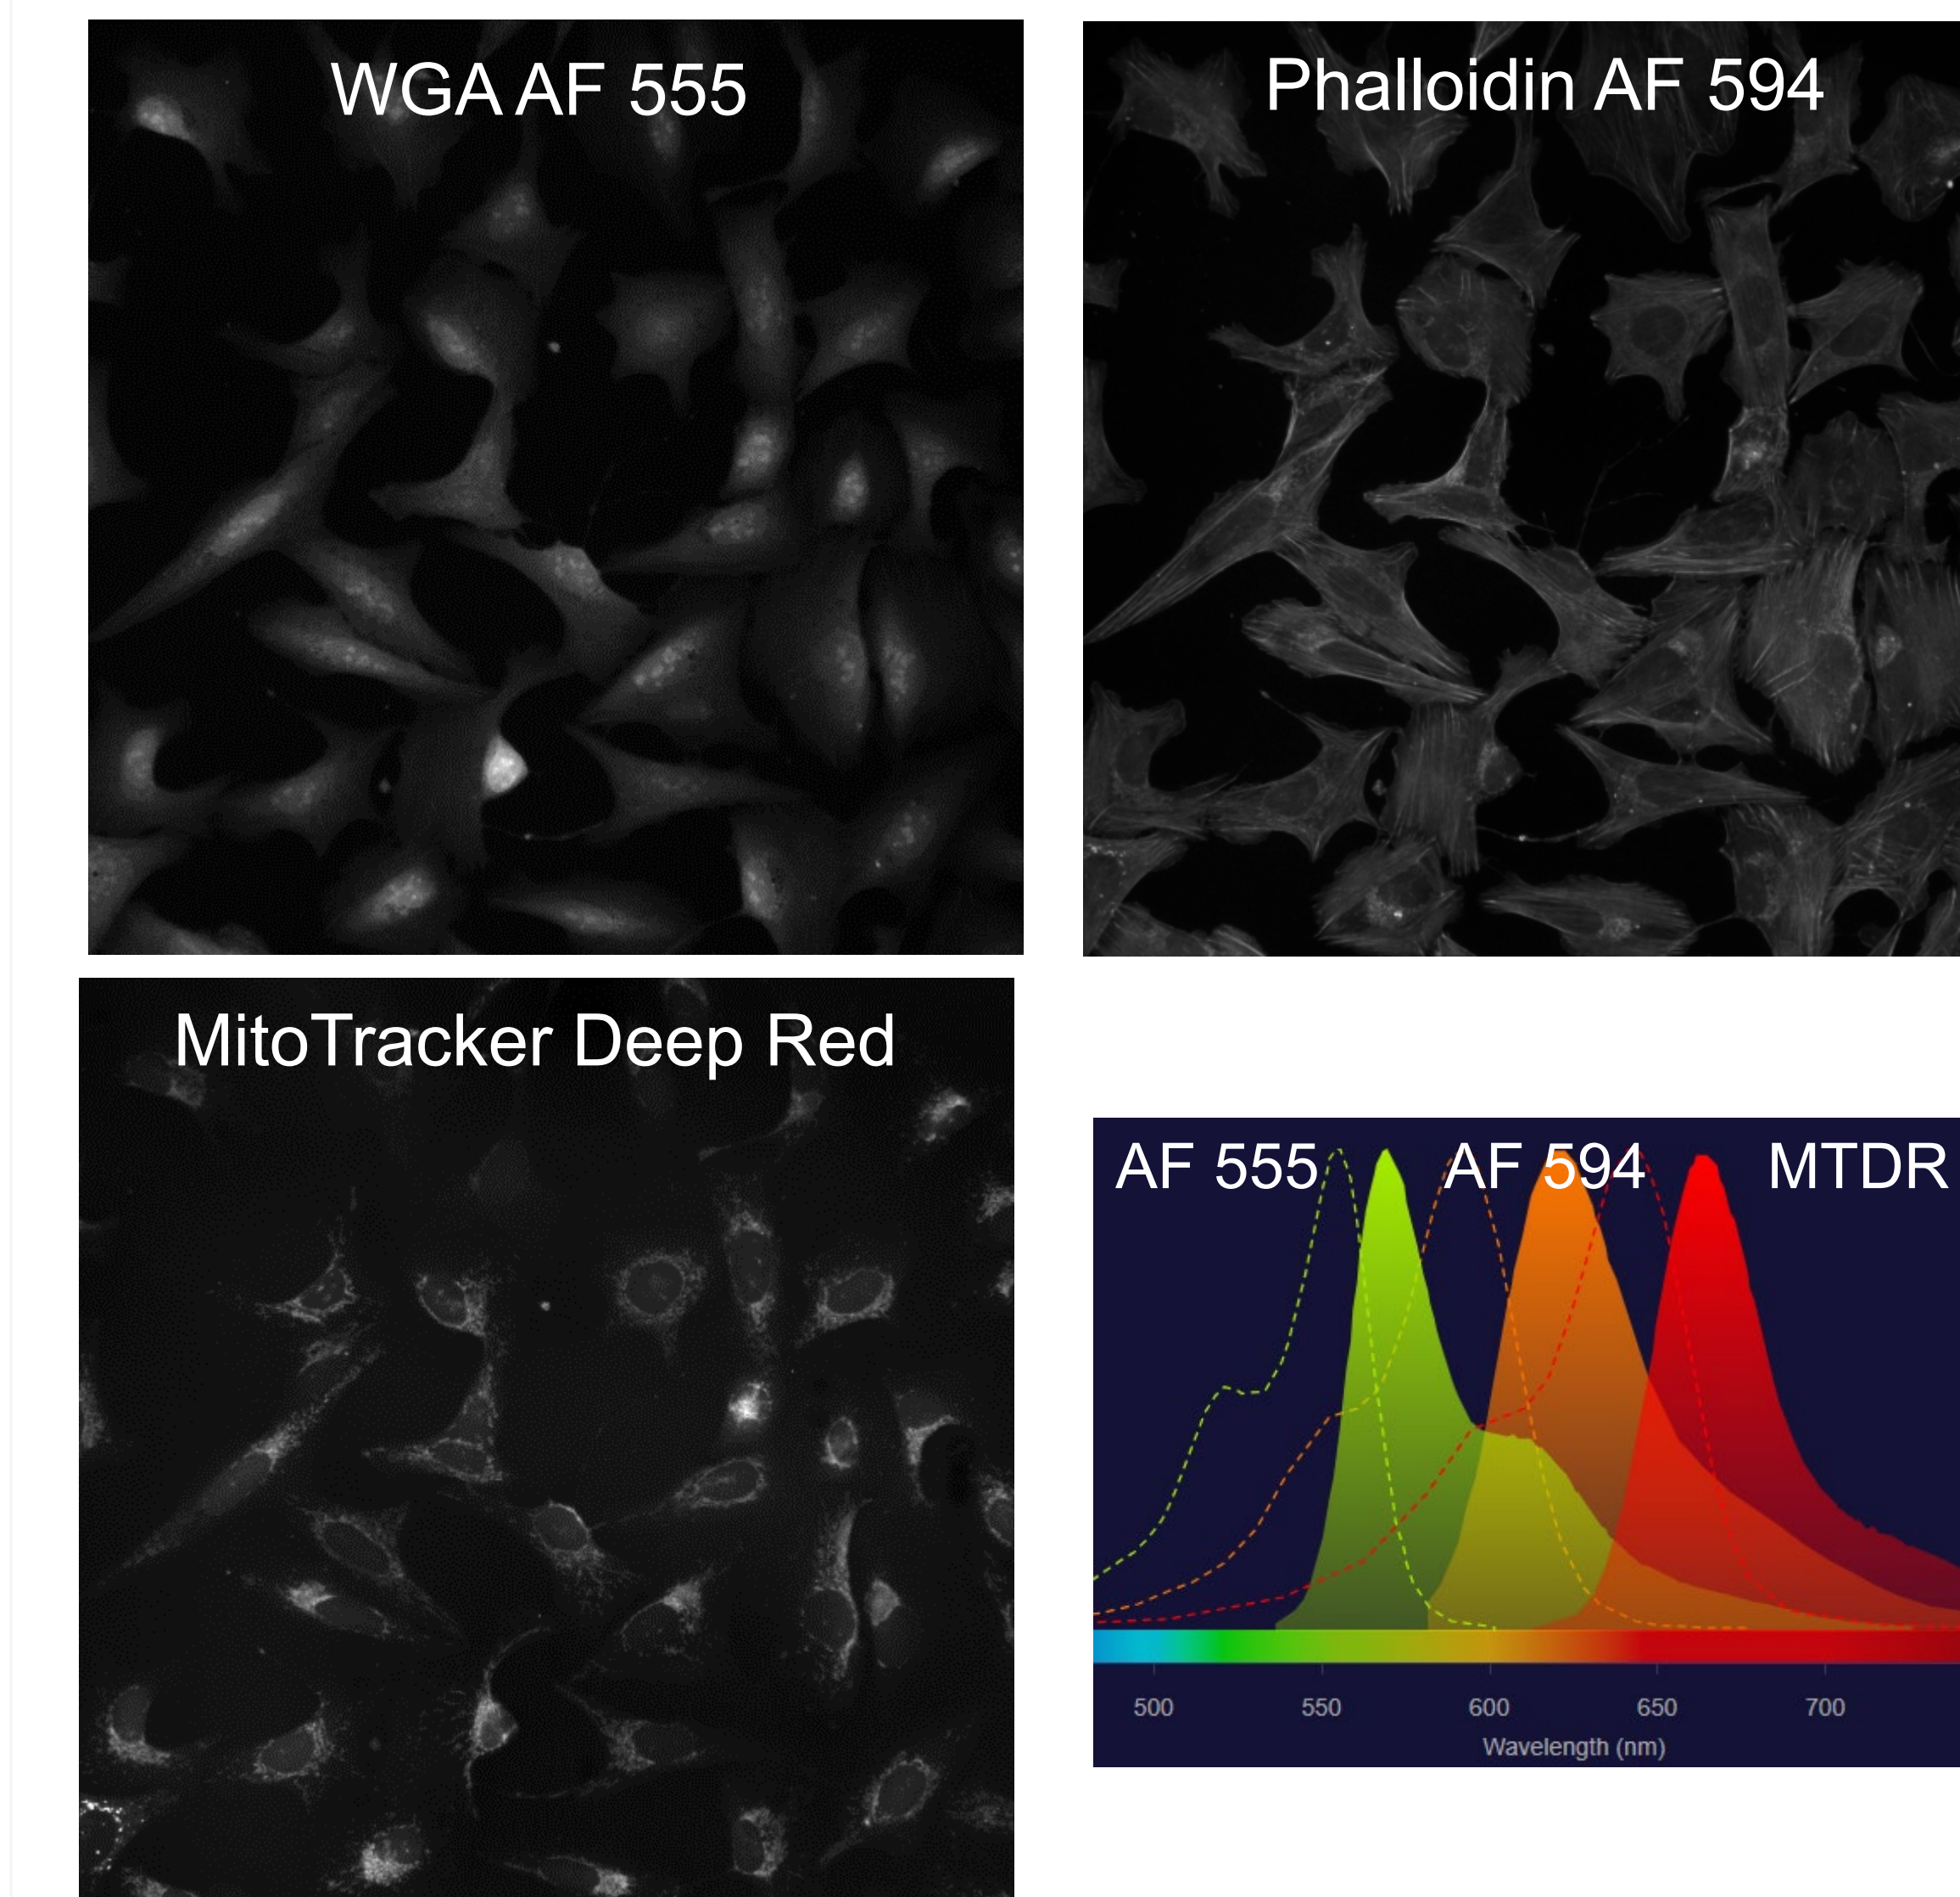 WGA AF 555
Phalloidin AF 594
MitoTracker Deep Red
AF 555 AF 594 MTDR
500 550 600 650 700
Wavelength (nm)